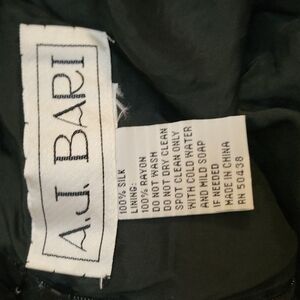 A.J. BARI
100% SILK
LINING:
100% RAYON
DO NOT WASH
DO NOT DRY CLEAN
SPOT CLEAN ONLY
WITH COLD WATER
AND MILD SOAP
IF NEEDED
MADE IN CHINA
RN 50438